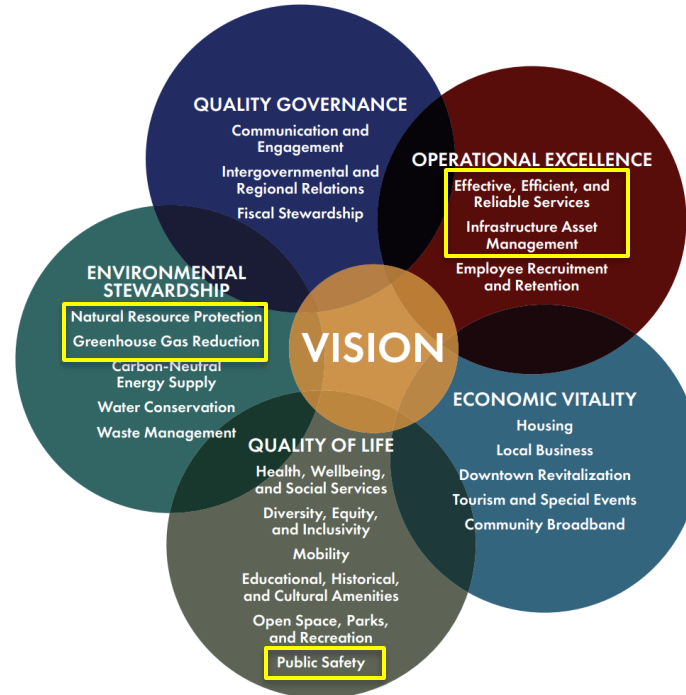 QUALITY GOVERNANCE
Communication and
Engagement
Intergovernmental and
Regional Relations
Fiscal Stewardship
OPERATIONAL EXCELLENCE
Effective, Efficient, and
Reliable Services
Infrastructure Asset
Management
Employee Recruitment
and Retention
ENVIRONMENTAL
STEWARDSHIP
Natural Resource Protection
Greenhouse Gas Reduction
Carbon-Neutral
Energy Supply
Water Conservation
Waste Management
VISION
ECONOMIC VITALITY
Housing
Local Business
Downtown Revitalization
Tourism and Special Events
Community Broadband
QUALITY OF LIFE
Health, Wellbeing,
and Social Services
Diversity, Equity,
and Inclusivity
Mobility
Educational, Historical,
and Cultural Amenities
Open Space, Parks,
and Recreation
Public Safety